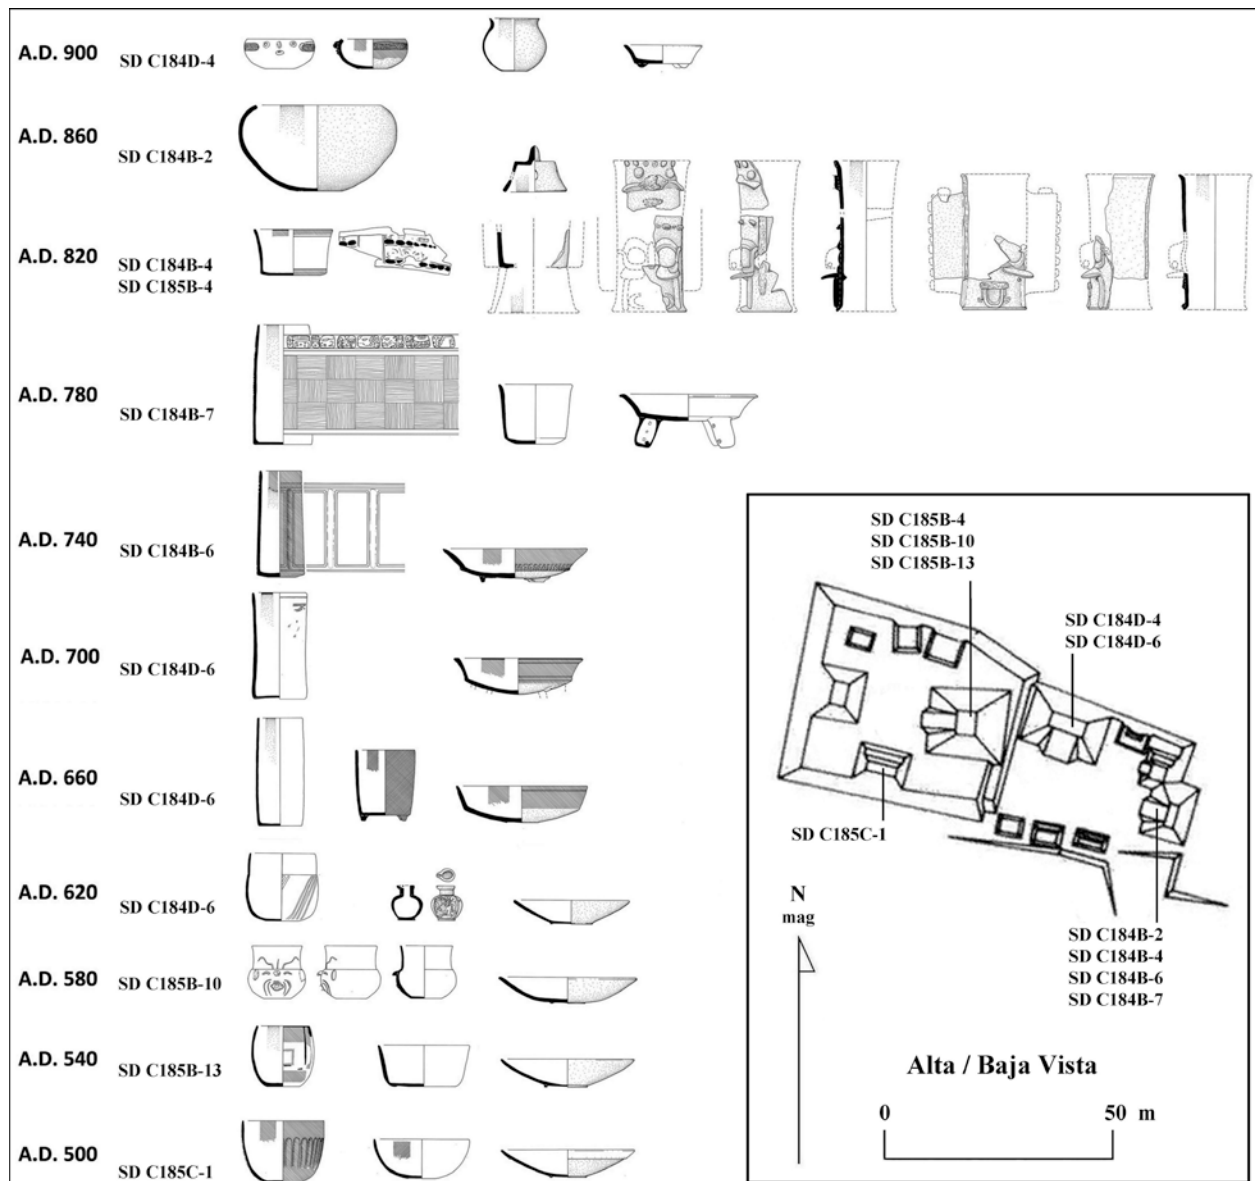 A.D. 900
SD C184D-4
A.D. 860
SD C184B-2
A.D. 820
SD C184B-4
SD C185B-4
A.D. 780
SD C184B-7
A.D. 740
SD C184B-6
A.D. 700
SD C184D-6
A.D. 660
SD C184D-6
A.D. 620
SD C184D-6
A.D. 580
SD C185B-10
A.D. 540
SD C185B-13
A.D. 500
SD C185C-1
SD C185B-4
SD C185B-10
SD C185B-13
SD C184D-4
SD C184D-6
SD C185C-1
N
mag
SD C184B-2
SD C184B-4
SD C184B-6
SD C184B-7
Alta / Baja Vista
0 50 m